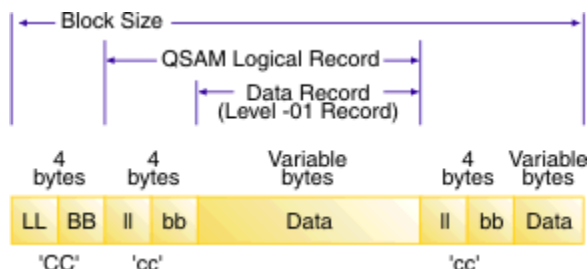 Block Size
QSAM Logical Record
Data Record
(Level -01 Record)
4 bytes
4 bytes
Variable bytes
4 bytes
Variable bytes
LL BB ll bb Data ll bb Data
'CC' 'cc' 'cc'